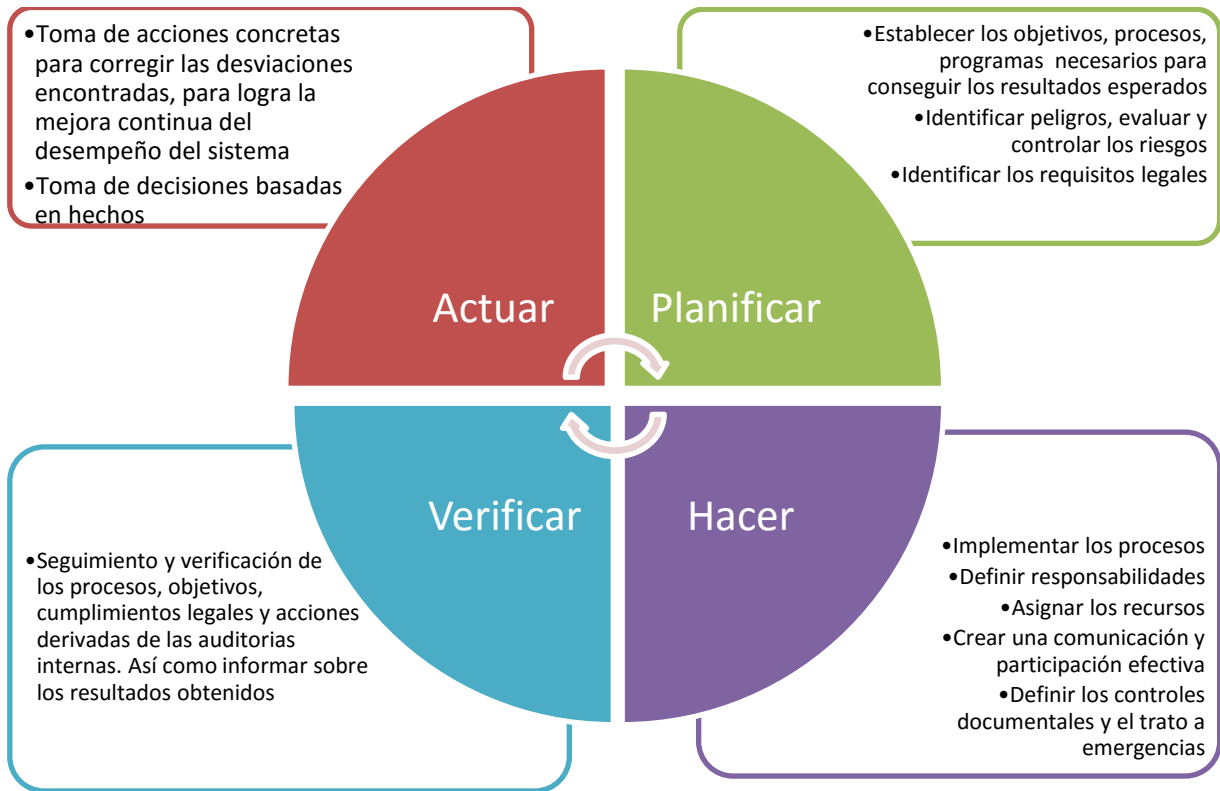 •Toma de acciones concretas
para corregir las desviaciones
encontradas, para logra la
mejora continua del
desempeño del sistema
•Toma de decisiones basadas
en hechos
•Establecer los objetivos, procesos,
programas necesarios para
conseguir los resultados esperados
•Identificar peligros, evaluar y
controlar los riesgos
•Identificar los requisitos legales
Actuar
Planificar
Verificar
Hacer
•Seguimiento y verificación de
los procesos, objetivos,
cumplimientos legales y acciones
derivadas de las auditorias
internas. Así como informar sobre
los resultados obtenidos
•Implementar los procesos
•Definir responsabilidades
•Asignar los recursos
•Crear una comunicación y
participación efectiva
•Definir los controles
documentales y el trato a
emergencias